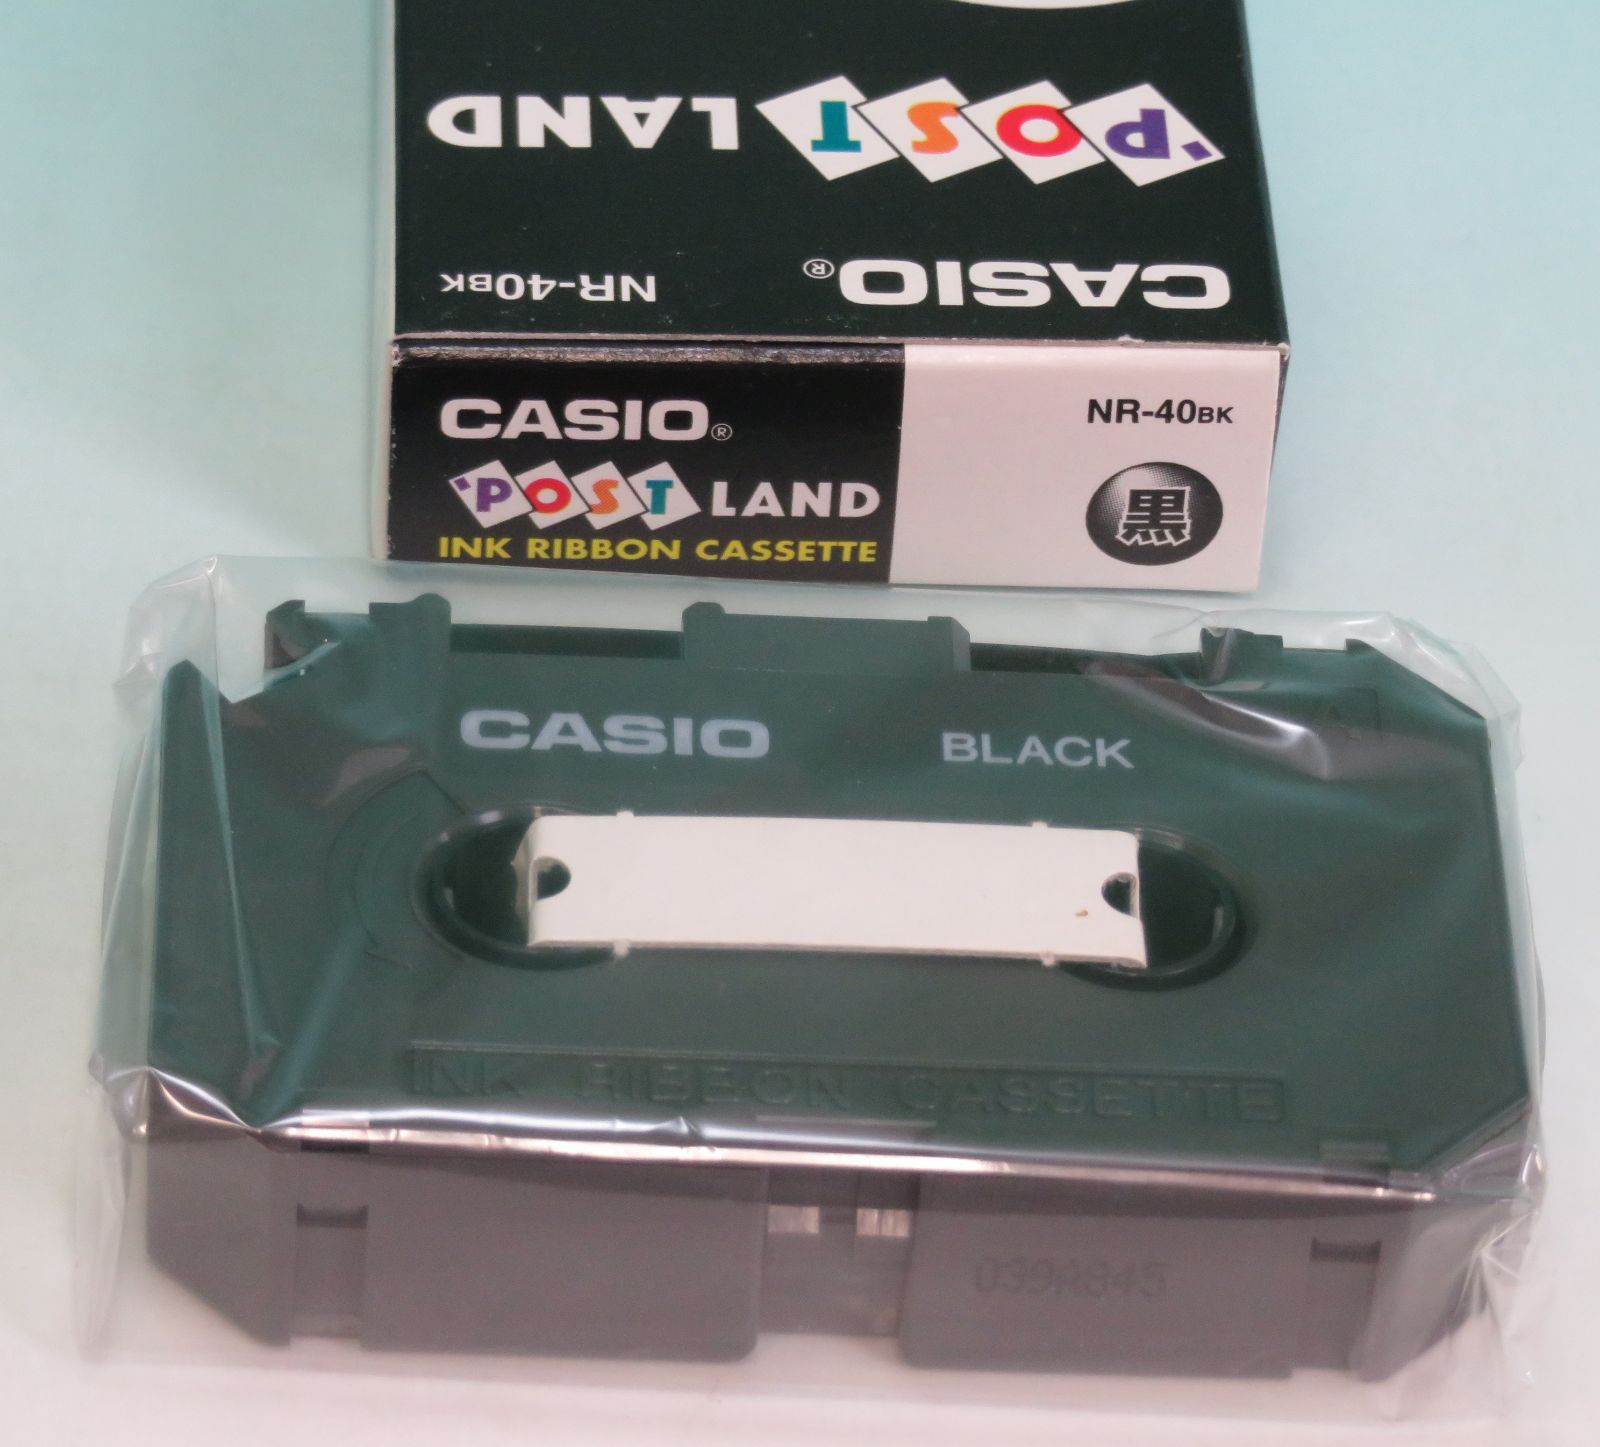 'POST LAND
CASIO® NR-40BK
CASIO®
'POST LAND
INK RIBBON CASSETTE
NR-40BK
黒
CASIO BLACK
INK RIBBON CASSETTE